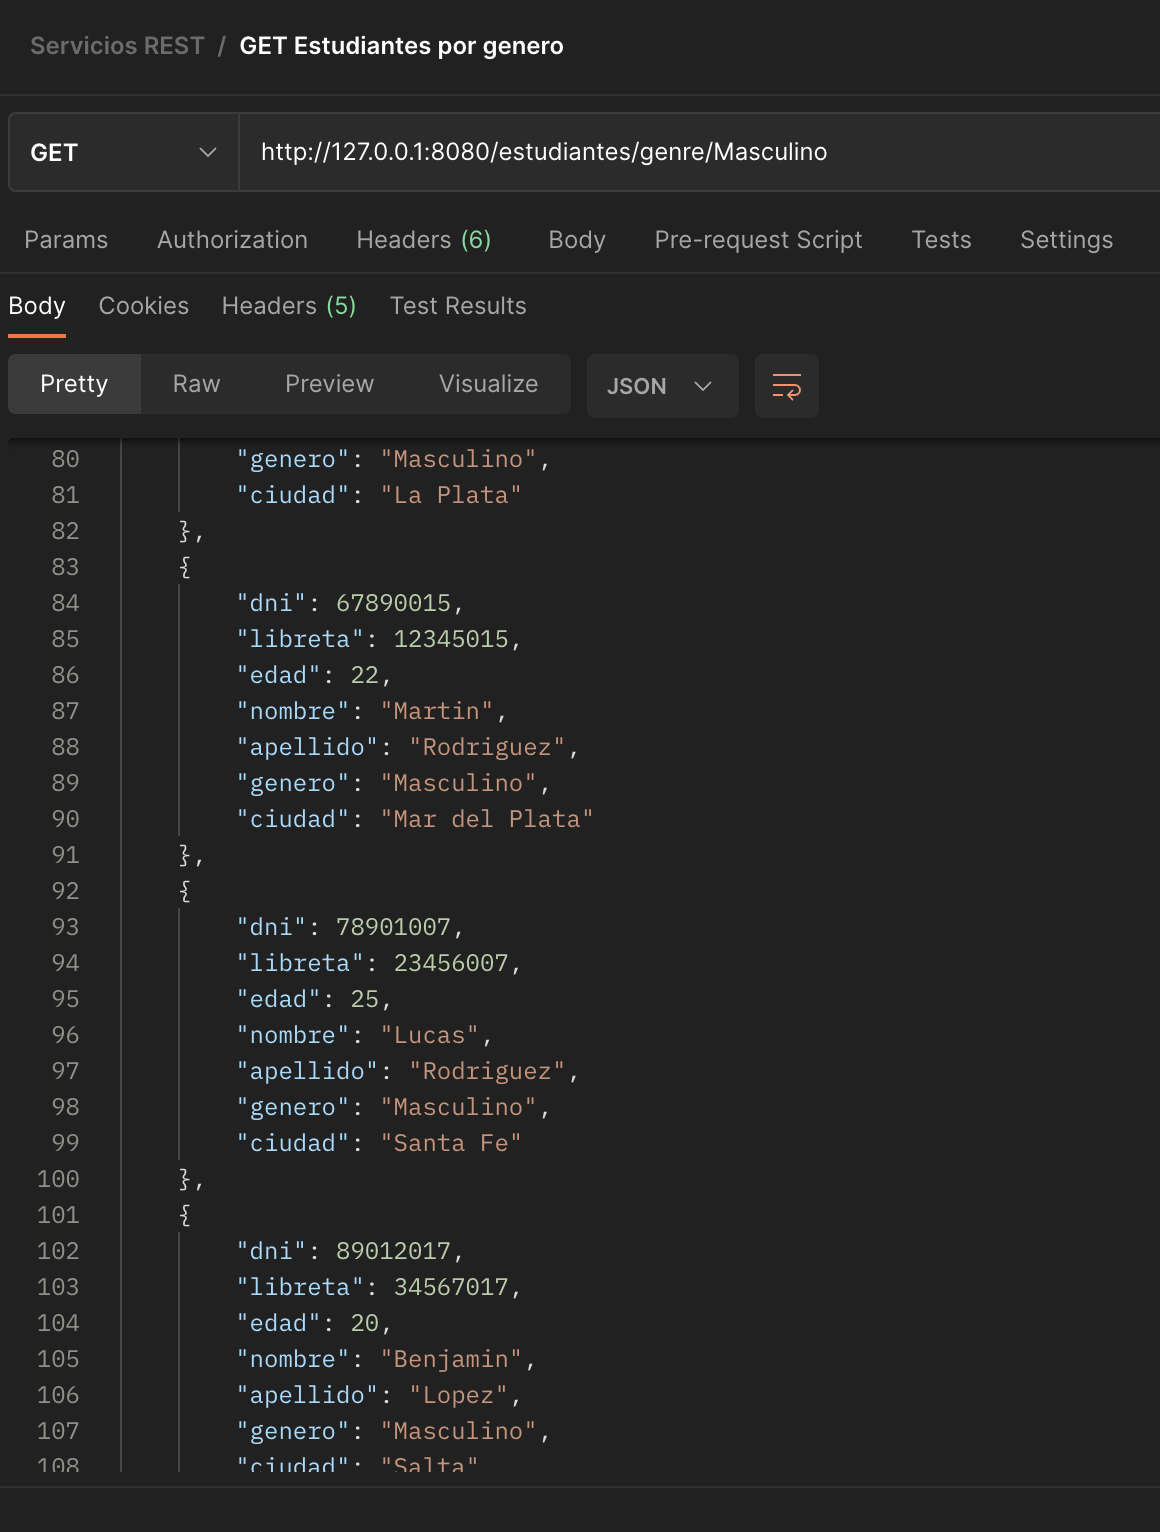 Servicios REST / GET Estudiantes por genero
GET http://127.0.0.1:8080/estudiantes/genre/Masculino
Params Authorization Headers (6) Body Pre-request Script Tests Settings
Body Cookies Headers (5) Test Results
Pretty Raw Preview Visualize JSON
80 "genero": "Masculino",
81 "ciudad": "La Plata"
82 },
83 {
84 "dni": 67890015,
85 "libreta": 12345015,
86 "edad": 22,
87 "nombre": "Martin",
88 "apellido": "Rodriguez",
89 "genero": "Masculino",
90 "ciudad": "Mar del Plata"
91 },
92 {
93 "dni": 78901007,
94 "libreta": 23456007,
95 "edad": 25,
96 "nombre": "Lucas",
97 "apellido": "Rodriguez",
98 "genero": "Masculino",
99 "ciudad": "Santa Fe"
100 },
101 {
102 "dni": 89012017,
103 "libreta": 34567017,
104 "edad": 20,
105 "nombre": "Benjamin",
106 "apellido": "Lopez",
107 "genero": "Masculino",
108 "ciudad": "Salta"